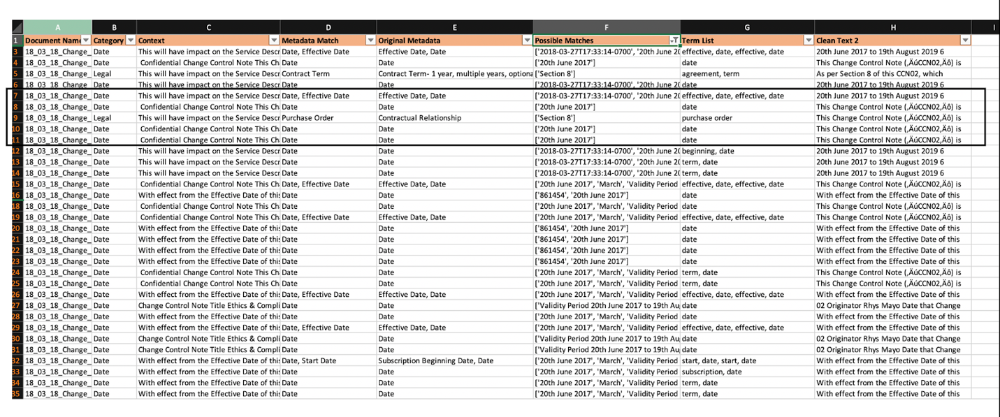 A B C D E F G H I
1 Document Nam Category Context Metadata Match Original Metadata Possible Matches Term List Clean Text 2
3 18_03_18_Change_ Date This will have impact on the Service Descr Date, Effective Date Effective Date, Date ['2018-03-27T17:33:14-0700', '20th June 20 effective, date, effective, date 20th June 2017 to 19th August 2019 6
4 18_03_18_Change_ Date Confidential Change Control Note This Ch Date Date ['20th June 2017'] date This Change Control Note (‚ÄúCCN02‚Äô) is
5 18_03_18_Change_ Legal This will have impact on the Service Descr Contract Term Contract Term- 1 year, multiple years, optiona ['Section 8'] agreement, term As per Section 8 of this CCN02, which
6 18_03_18_Change_ Date This will have impact on the Service Descr Date Date ['2018-03-27T17:33:14-0700', '20th June 20 date 20th June 2017 to 19th August 2019 6
7 18_03_18_Change_ Date This will have impact on the Service Descr Date, Effective Date Effective Date, Date ['2018-03-27T17:33:14-0700', '20th June 20 effective, date, effective, date 20th June 2017 to 19th August 2019 6
8 18_03_18_Change_ Date Confidential Change Control Note This Ch Date Date ['20th June 2017'] date This Change Control Note (‚ÄúCCN02‚Äô) is
9 18_03_18_Change_ Legal This will have impact on the Service Descr Purchase Order Contractual Relationship ['Section 8'] purchase order This Change Control Note (‚ÄúCCN02‚Äô) is
10 18_03_18_Change_ Date Confidential Change Control Note This Ch Date Date ['20th June 2017'] date This Change Control Note (‚ÄúCCN02‚Äô) is
11 18_03_18_Change_ Date Confidential Change Control Note This Ch Date Date ['20th June 2017'] date This Change Control Note (‚ÄúCCN02‚Äô) is
12 18_03_18_Change_ Date This will have impact on the Service Descr Date Date ['2018-03-27T17:33:14-0700', '20th June 20 beginning, date 20th June 2017 to 19th August 2019 6
13 18_03_18_Change_ Date This will have impact on the Service Descr Date Date ['2018-03-27T17:33:14-0700', '20th June 20 term, date 20th June 2017 to 19th August 2019 6
14 18_03_18_Change_ Date This will have impact on the Service Descr Date Date ['2018-03-27T17:33:14-0700', '20th June 20 term, date 20th June 2017 to 19th August 2019 6
15 18_03_18_Change_ Date Confidential Change Control Note This Ch Date, Effective Date Effective Date, Date ['20th June 2017', 'March', 'Validity Period effective, date, effective, date This Change Control Note (‚ÄúCCN02‚Äô) is
16 18_03_18_Change_ Date With effect from the Effective Date of this Date Date ['861454', '20th June 2017'] date With effect from the Effective Date of this
18 18_03_18_Change_ Date Confidential Change Control Note This Ch Date Date ['20th June 2017', 'March', 'Validity Period date This Change Control Note (‚ÄúCCN02‚Äô) is
19 18_03_18_Change_ Date Confidential Change Control Note This Ch Date, Effective Date Effective Date, Date ['20th June 2017', 'March', 'Validity Period effective, date, effective, date This Change Control Note (‚ÄúCCN02‚Äô) is
20 18_03_18_Change_ Date With effect from the Effective Date of this Date Date ['861454', '20th June 2017'] date With effect from the Effective Date of this
21 18_03_18_Change_ Date With effect from the Effective Date of this Date Date ['861454', '20th June 2017'] date With effect from the Effective Date of this
22 18_03_18_Change_ Date With effect from the Effective Date of this Date Date ['861454', '20th June 2017'] date With effect from the Effective Date of this
23 18_03_18_Change_ Date With effect from the Effective Date of this Date Date ['861454', '20th June 2017'] date With effect from the Effective Date of this
24 18_03_18_Change_ Date Confidential Change Control Note This Ch Date Date ['20th June 2017', 'March', 'Validity Period term, date This Change Control Note (‚ÄúCCN02‚Äô) is
25 18_03_18_Change_ Date Confidential Change Control Note This Ch Date Date ['20th June 2017', 'March', 'Validity Period term, date This Change Control Note (‚ÄúCCN02‚Äô) is
26 18_03_18_Change_ Date With effect from the Effective Date of this Date, Effective Date Effective Date, Date ['20th June 2017', 'March', 'Validity Period effective, date, effective, date With effect from the Effective Date of this
27 18_03_18_Change_ Date Change Control Note Title Ethics & Compli Date Date ['Validity Period 20th June 2017 to 19th Au date 02 Originator Rhys Mayo Date that Change
28 18_03_18_Change_ Date With effect from the Effective Date of this Date Date ['20th June 2017', 'March', 'Validity Period date With effect from the Effective Date of this
29 18_03_18_Change_ Date With effect from the Effective Date of this Date, Effective Date Effective Date, Date ['20th June 2017', 'March', 'Validity Period effective, date, effective, date With effect from the Effective Date of this
30 18_03_18_Change_ Date Change Control Note Title Ethics & Compli Date Date ['Validity Period 20th June 2017 to 19th Au date 02 Originator Rhys Mayo Date that Change
31 18_03_18_Change_ Date Change Control Note Title Ethics & Compli Date Date ['Validity Period 20th June 2017 to 19th Au date 02 Originator Rhys Mayo Date that Change
32 18_03_18_Change_ Date With effect from the Effective Date of this Date, Start Date Subscription Beginning Date, Date ['20th June 2017', 'March', 'Validity Period start, date, start, date With effect from the Effective Date of this
33 18_03_18_Change_ Date With effect from the Effective Date of this Date Date ['20th June 2017', 'March', 'Validity Period subscription, date With effect from the Effective Date of this
34 18_03_18_Change_ Date With effect from the Effective Date of this Date Date ['20th June 2017', 'March', 'Validity Period term, date With effect from the Effective Date of this
35 18_03_18_Change_ Date With effect from the Effective Date of this Date Date ['20th June 2017', 'March', 'Validity Period term, date With effect from the Effective Date of this